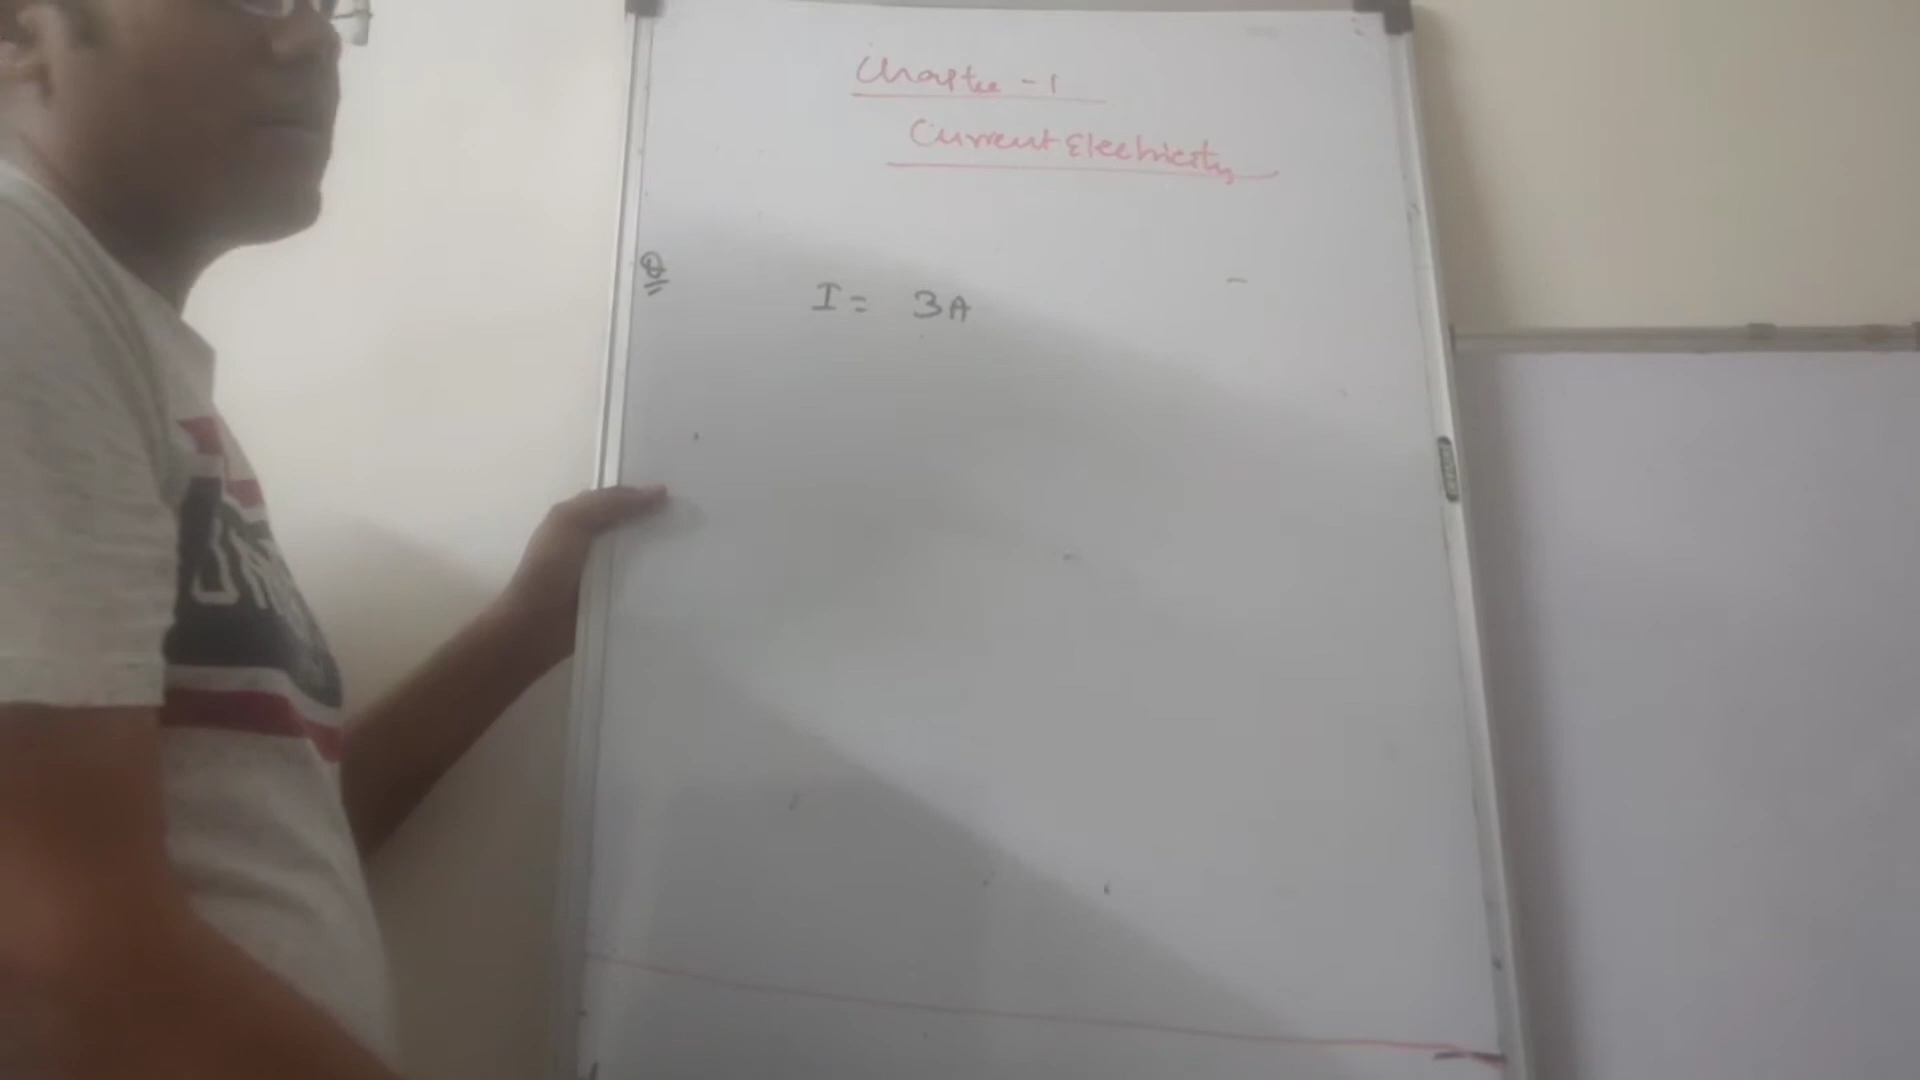 Chapter - 1
Current Electricity
Q
I = 3A